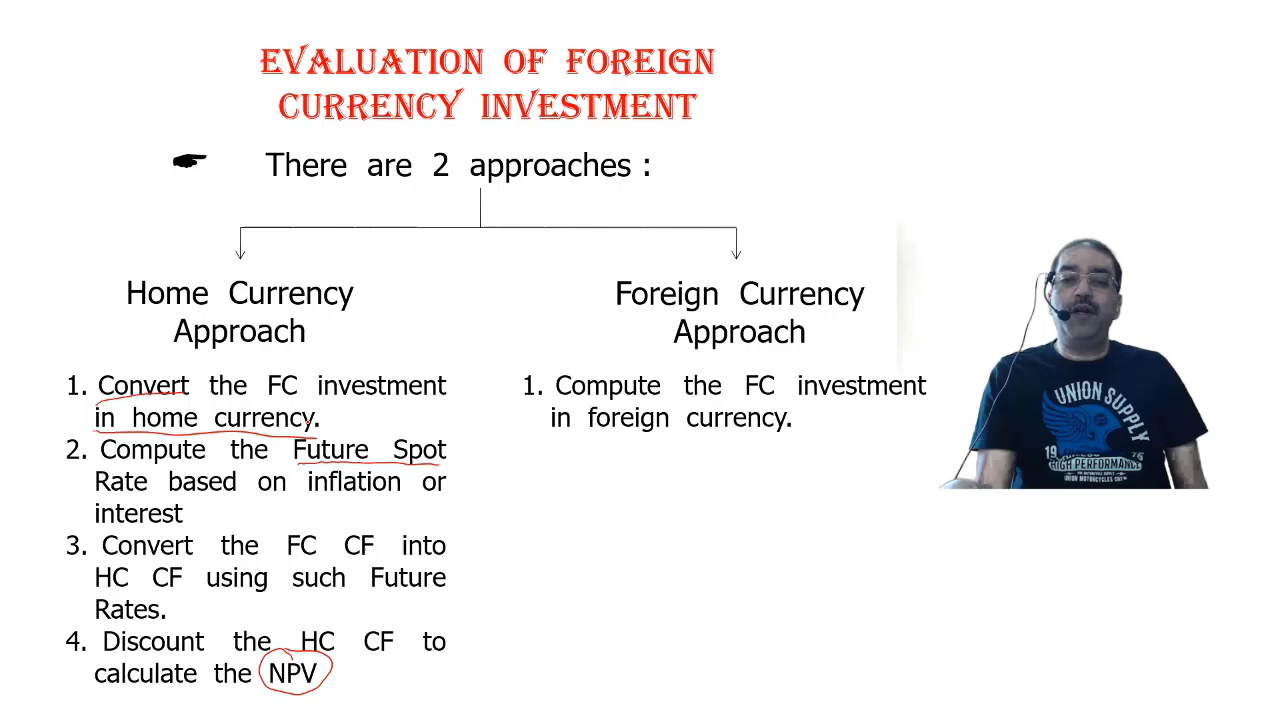 EVALUATION OF FOREIGN
CURRENCY INVESTMENT
There are 2 approaches :
Home Currency
Approach
1. Convert the FC investment
in home currency.
2. Compute the Future Spot
Rate based on inflation or
interest
3. Convert the FC CF into
HC CF using such Future
Rates.
4. Discount the HC CF to
calculate the NPV
Foreign Currency
Approach
1. Compute the FC investment
in foreign currency.
UNION SUPPLY
19 75
HIGH PERFORMANCE